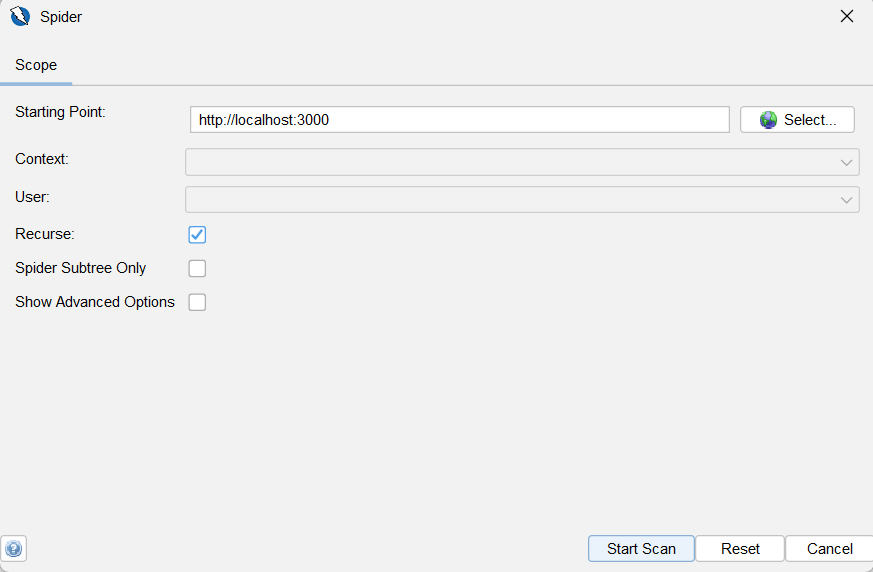 Spider
Scope
Starting Point:
http://localhost:3000
Select...
Context:
User:
Recurse:
Spider Subtree Only
Show Advanced Options
Start Scan
Reset
Cancel